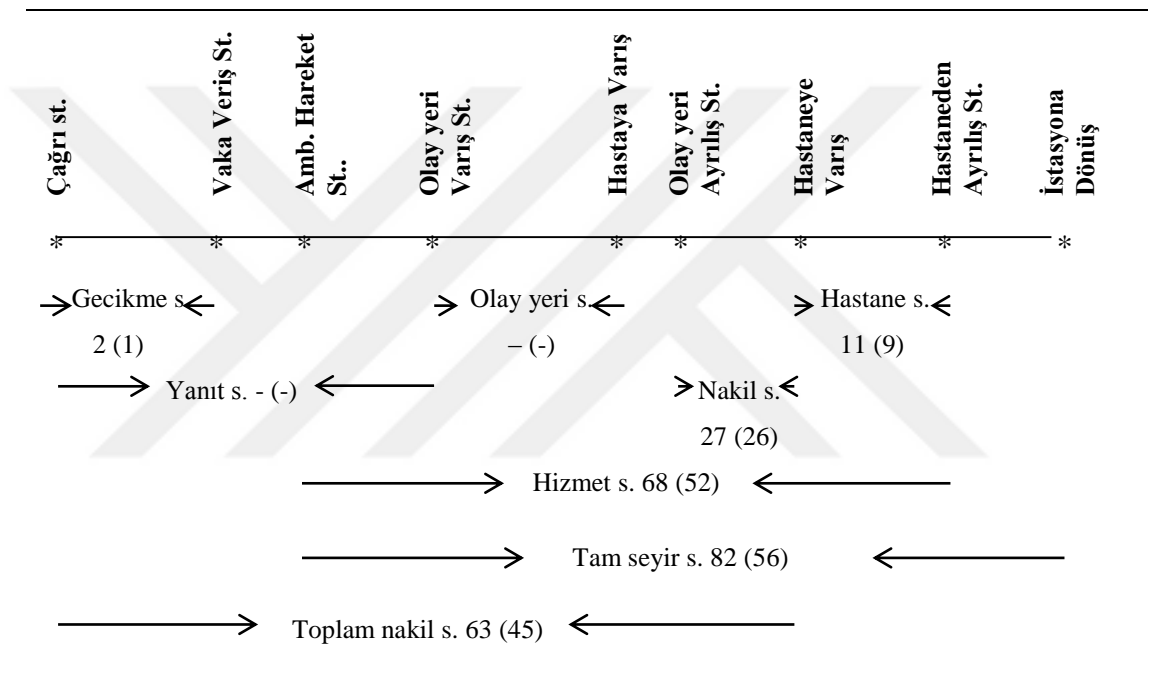 Çağrı st.
Vaka Veriş St.
Amb. Hareket
St..
Olay yeri
Varış St.
Hastaya Varış
Olay yeri
Ayrılış St.
Hastaneye
Varış
Hastaneden
Ayrılış St.
İstasyona
Dönüş
* * * * * * * * *
Gecikme s. Olay yeri s. Hastane s.
2 (1) – (-) 11 (9)
Yanıt s. - (-) Nakil s.
27 (26)
Hizmet s. 68 (52)
Tam seyir s. 82 (56)
Toplam nakil s. 63 (45)